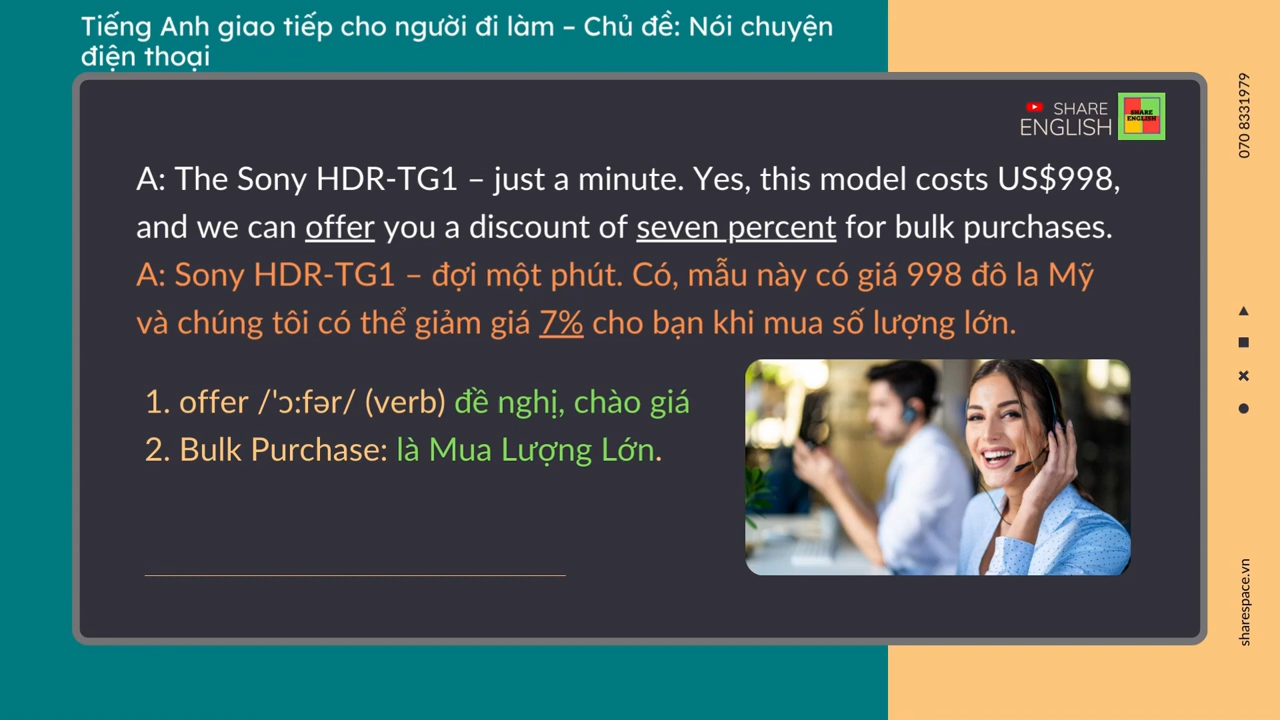 Tiếng Anh giao tiếp cho người đi làm – Chủ đề: Nói chuyện
điện thoại
SHARE
ENGLISH
SHARE
ENGLISH
A: The Sony HDR-TG1 – just a minute. Yes, this model costs US$998,
and we can offer you a discount of seven percent for bulk purchases.
A: Sony HDR-TG1 – đợi một phút. Có, mẫu này có giá 998 đô la Mỹ
và chúng tôi có thể giảm giá 7% cho bạn khi mua số lượng lớn.
1. offer /'ɔ:fər/ (verb) đề nghị, chào giá
2. Bulk Purchase: là Mua Lượng Lớn.
070 8331979
sharespace.vn